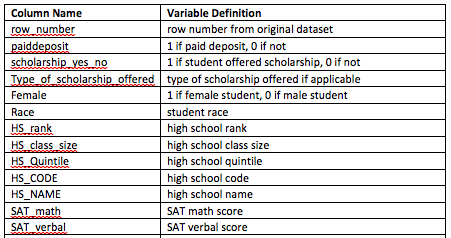 Column Name Variable Definition
row_number row number from original dataset
paiddeposit 1 if paid deposit, 0 if not
scholarship_yes_no 1 if student offered scholarship, 0 if not
Type_of_scholarship_offered type of scholarship offered if applicable
Female 1 if female student, 0 if male student
Race student race
HS_rank high school rank
HS_class_size high school class size
HS_Quintile high school quintile
HS_CODE high school code
HS_NAME high school name
SAT_math SAT math score
SAT_verbal SAT verbal score